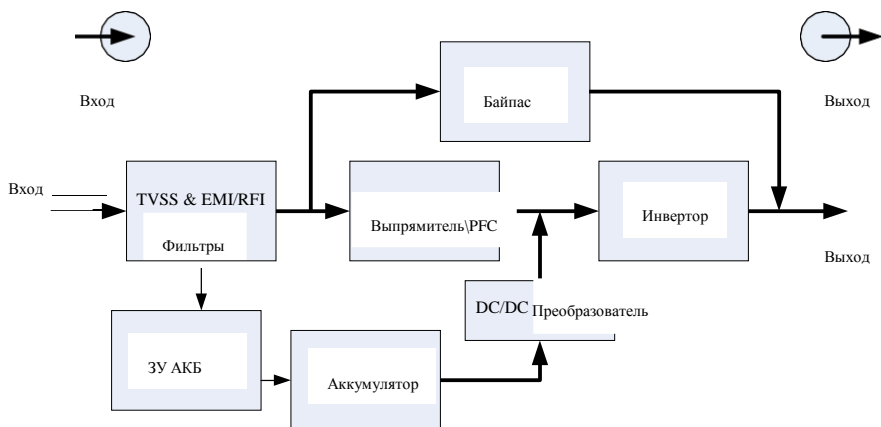 Вход
Байпас
Выход
Вход
TVSS & EMI/RFI
Фильтры
Выпрямитель\PFC
Инвертор
Выход
DC/DC Преобразователь
ЗУ АКБ
Аккумулятор